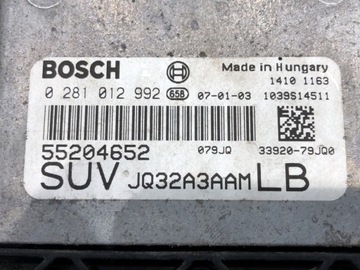 BOSCH Made in Hungary
1410 1163
0 281 012 992 658 07-01-03 1039S14511
55204652 079JQ 33920-79JQ0
SUV JQ32A3AAM LB